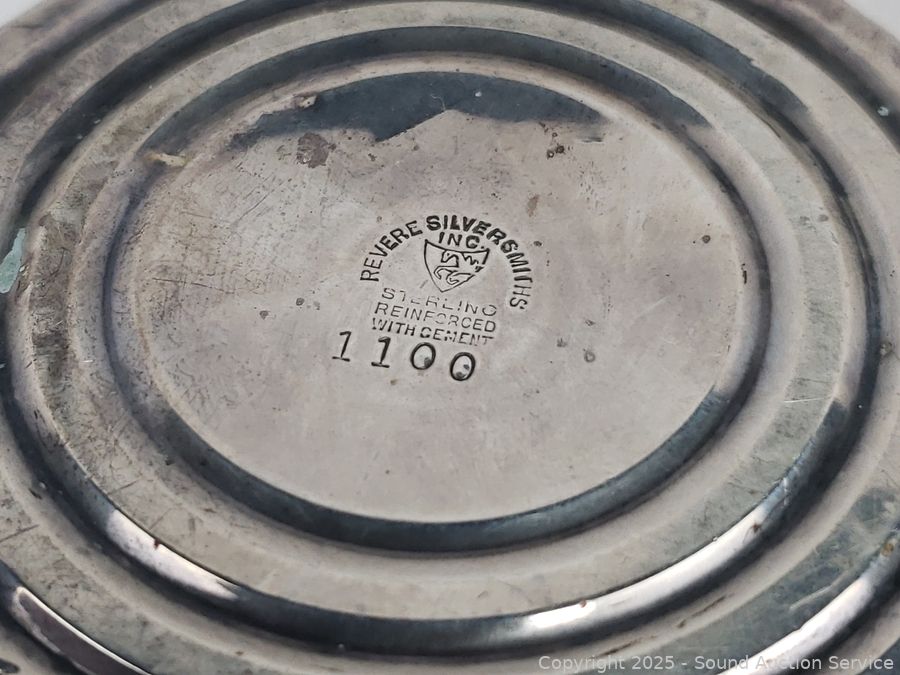 REVERE SILVERSMITHS
INC.
STERLING
REINFORCED
WITH CEMENT
1100
Copyright 2025 - Sound Auction Service